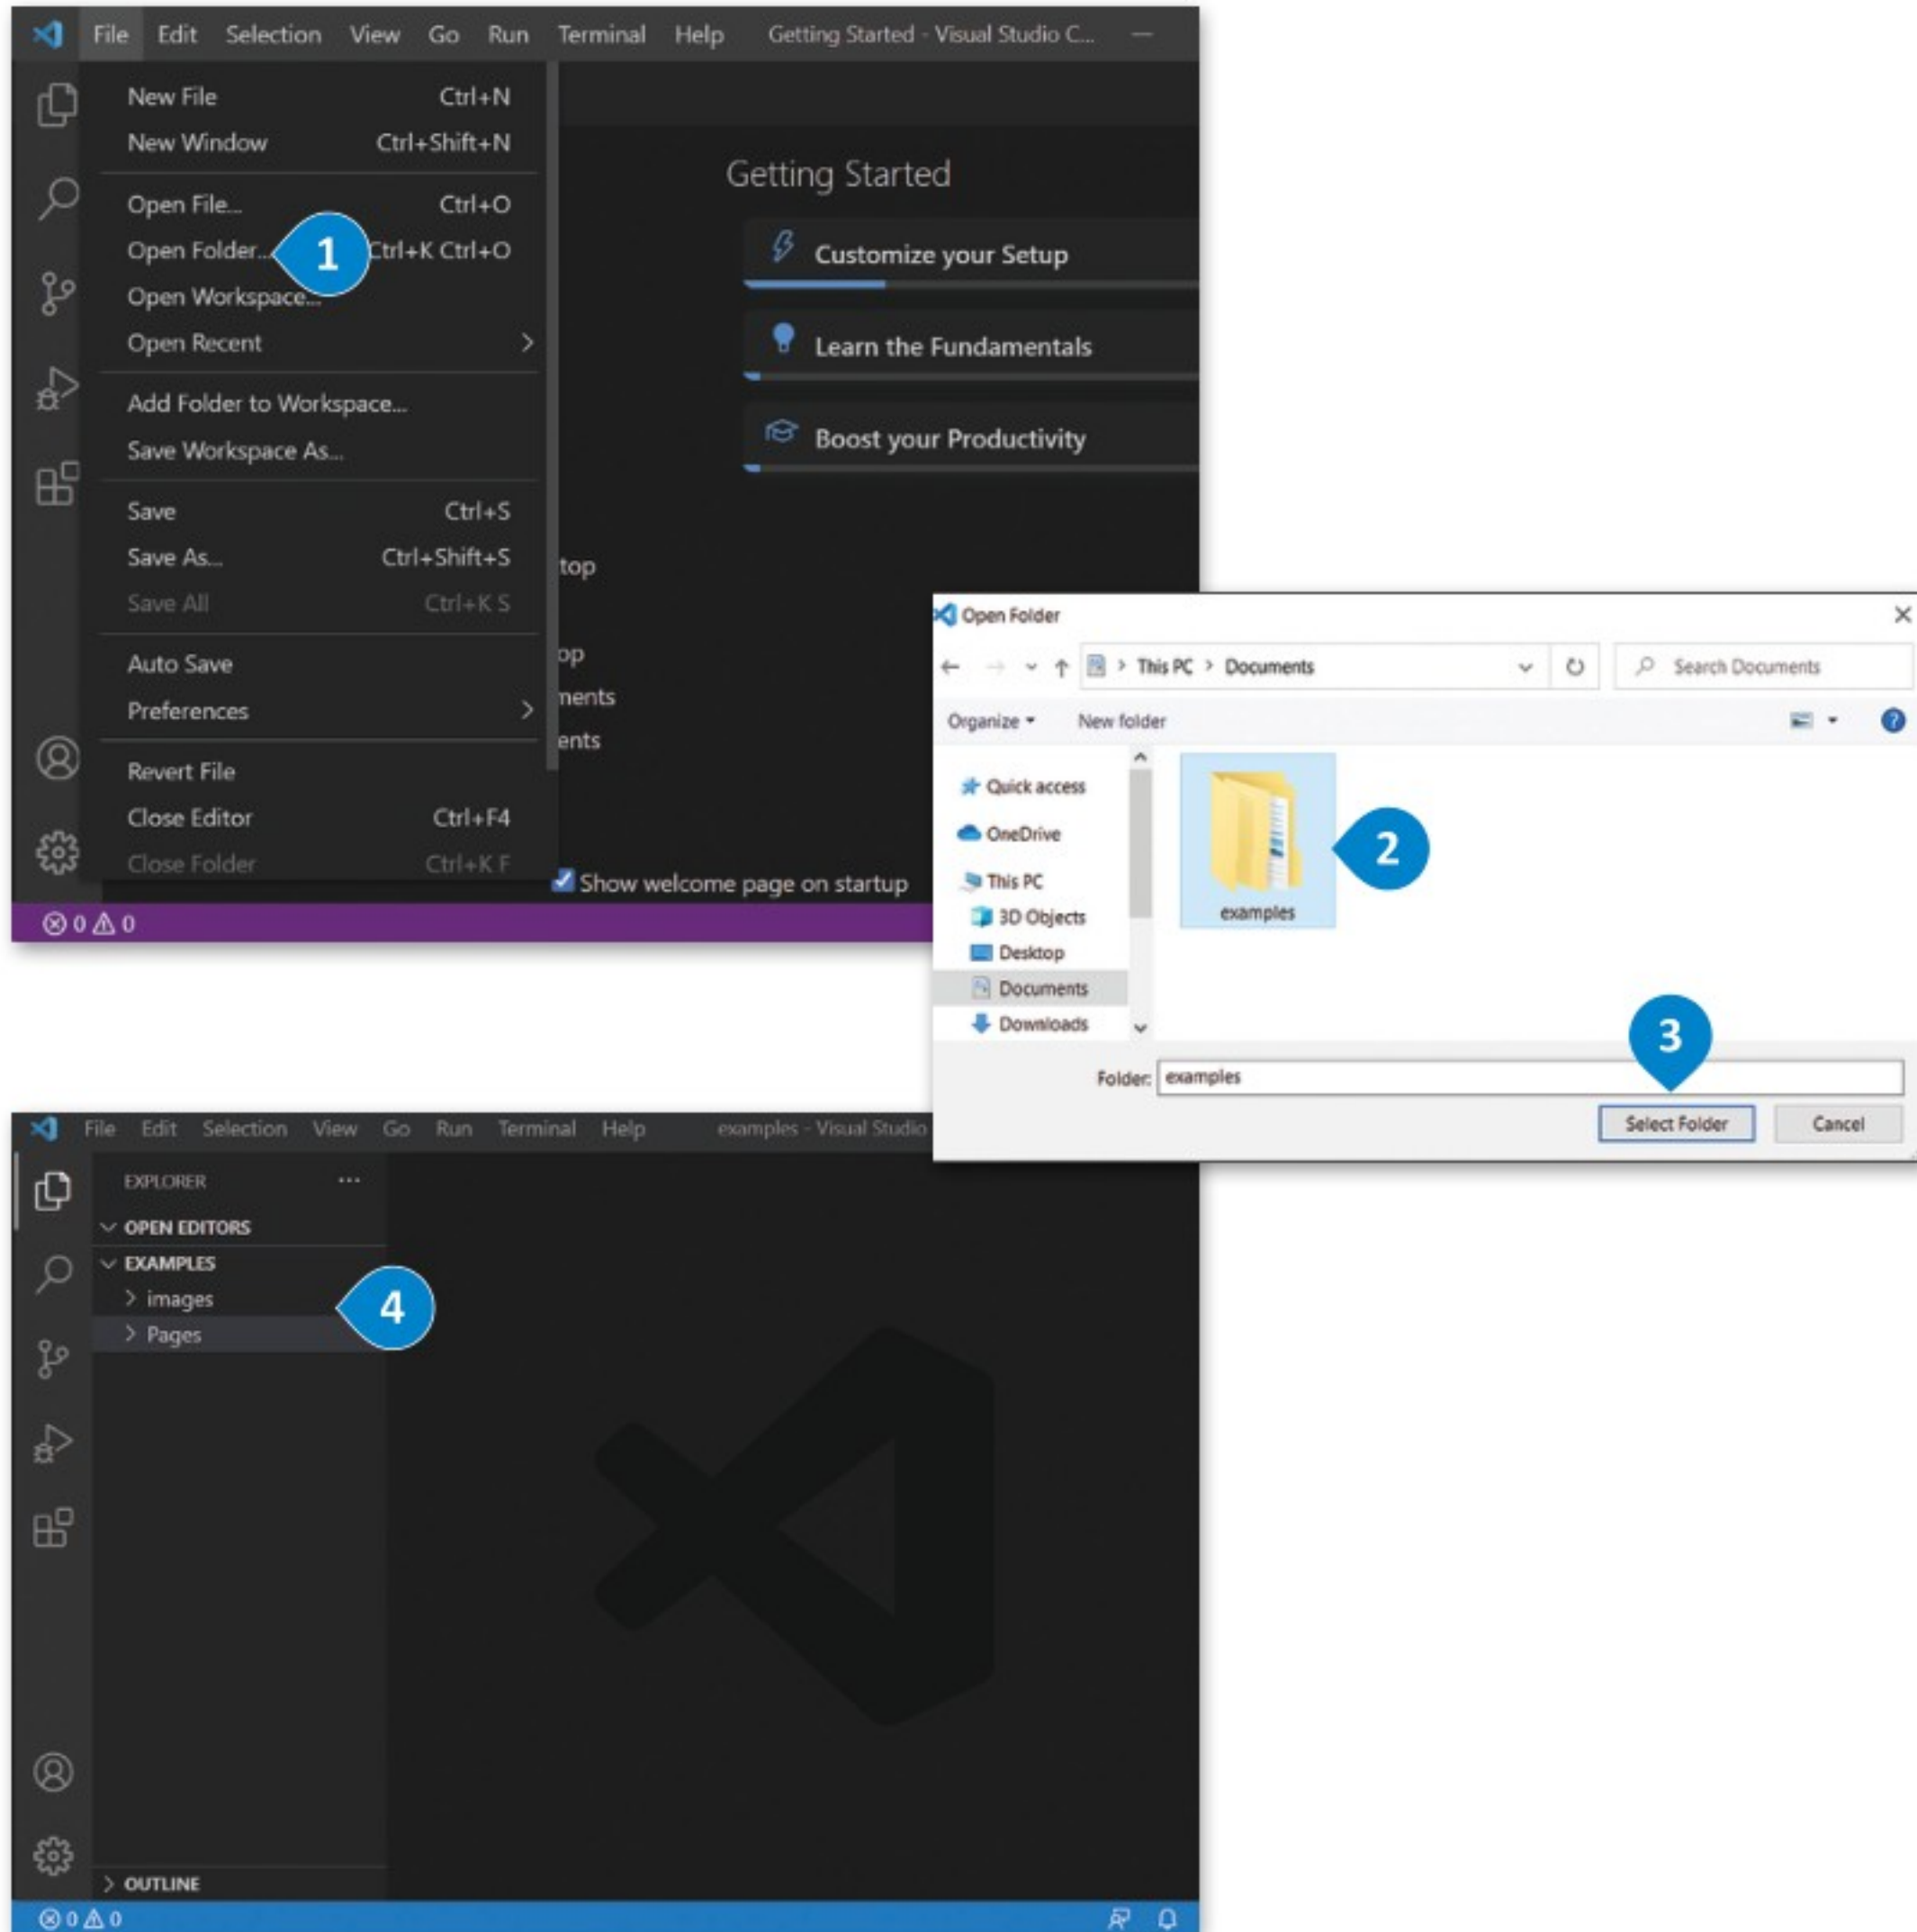 File Edit Selection View Go Run Terminal Help Getting Started - Visual Studio C...
New File Ctrl+N
New Window Ctrl+Shift+N
Open File... Ctrl+O
Open Folder... 1 Ctrl+K Ctrl+O
Open Workspace...
Open Recent
Add Folder to Workspace...
Save Workspace As...
Save Ctrl+S
Save As... Ctrl+Shift+S
Save All Ctrl+K S
Auto Save
Preferences
Revert File
Close Editor Ctrl+F4
Close Folder Ctrl+K F
Getting Started
Customize your Setup
Learn the Fundamentals
Boost your Productivity
top
op
ments
ents
Show welcome page on startup
0 0
Open Folder
This PC > Documents
Search Documents
Organize New folder
Quick access
OneDrive
This PC
3D Objects
Desktop
Documents
Downloads
examples
2
3
Folder: examples
Select Folder Cancel
File Edit Selection View Go Run Terminal Help examples - Visual Studio
EXPLORER ...
OPEN EDITORS
EXAMPLES
images
Pages
4
OUTLINE
0 0